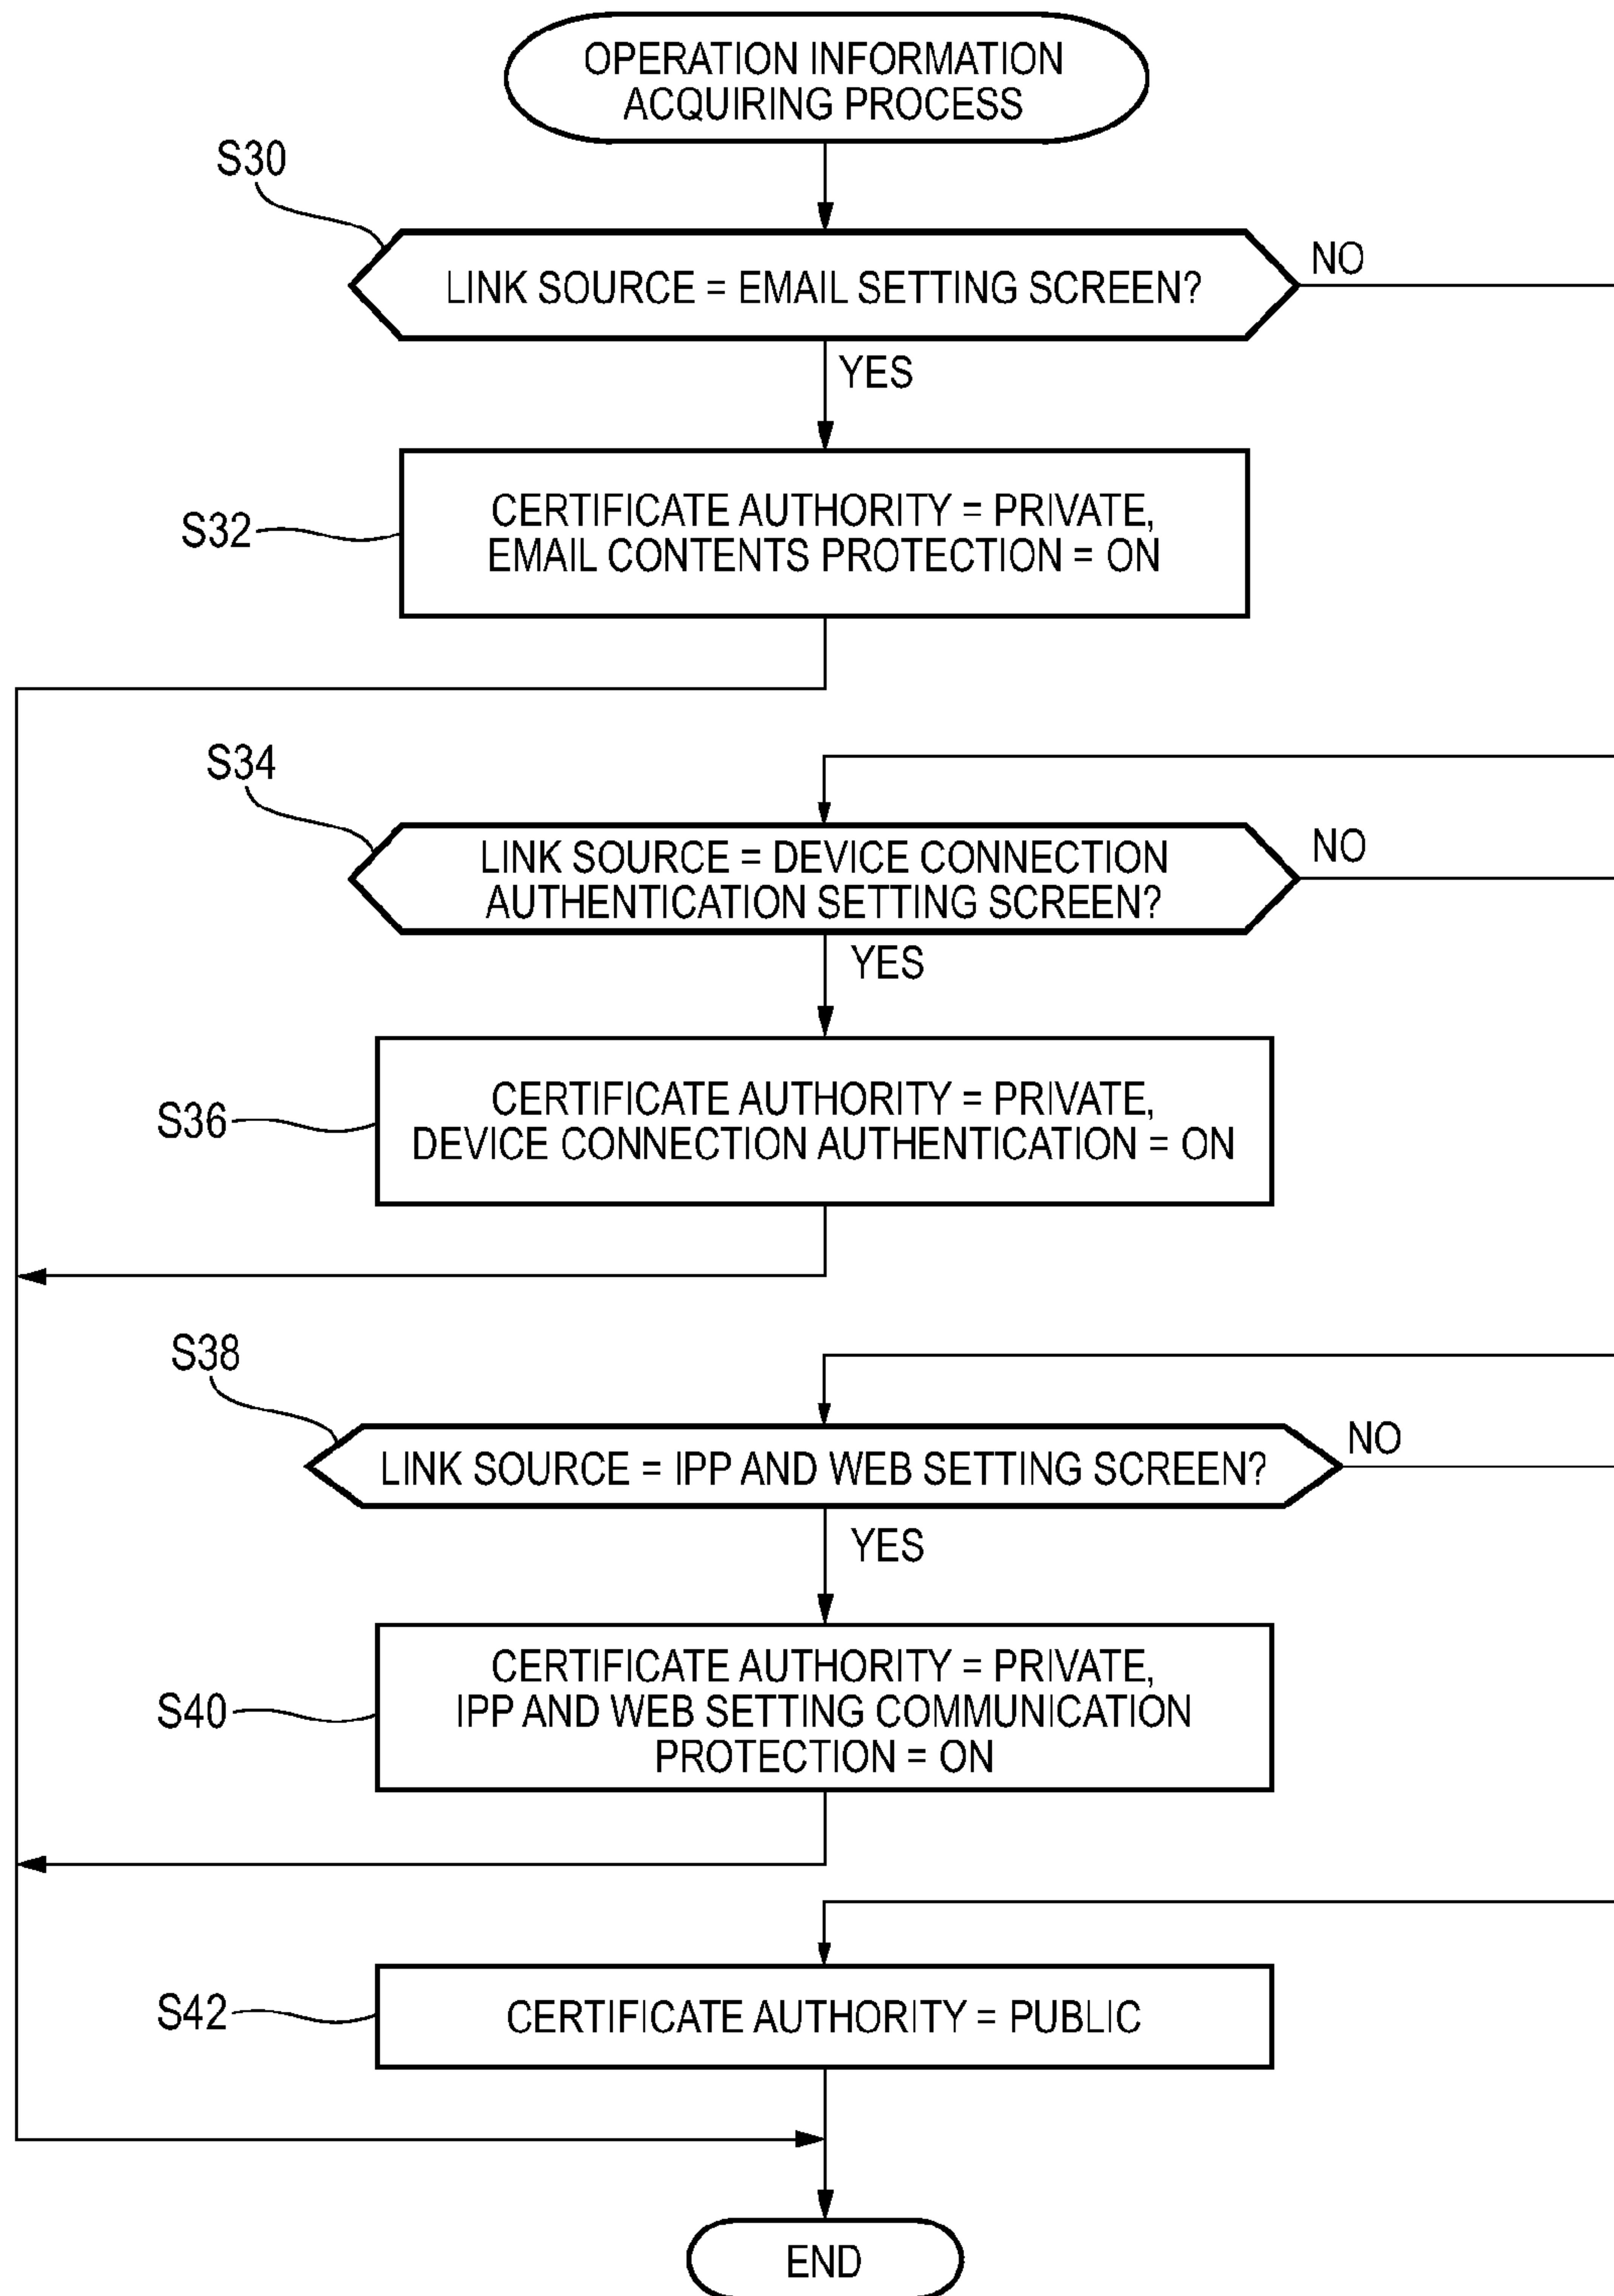 OPERATION INFORMATION
ACQUIRING PROCESS
S30
LINK SOURCE = EMAIL SETTING SCREEN?
NO
YES
S32
CERTIFICATE AUTHORITY = PRIVATE,
EMAIL CONTENTS PROTECTION = ON
S34
LINK SOURCE = DEVICE CONNECTION
AUTHENTICATION SETTING SCREEN?
NO
YES
S36
CERTIFICATE AUTHORITY = PRIVATE,
DEVICE CONNECTION AUTHENTICATION = ON
S38
LINK SOURCE = IPP AND WEB SETTING SCREEN?
NO
YES
S40
CERTIFICATE AUTHORITY = PRIVATE,
IPP AND WEB SETTING COMMUNICATION
PROTECTION = ON
S42
CERTIFICATE AUTHORITY = PUBLIC
END